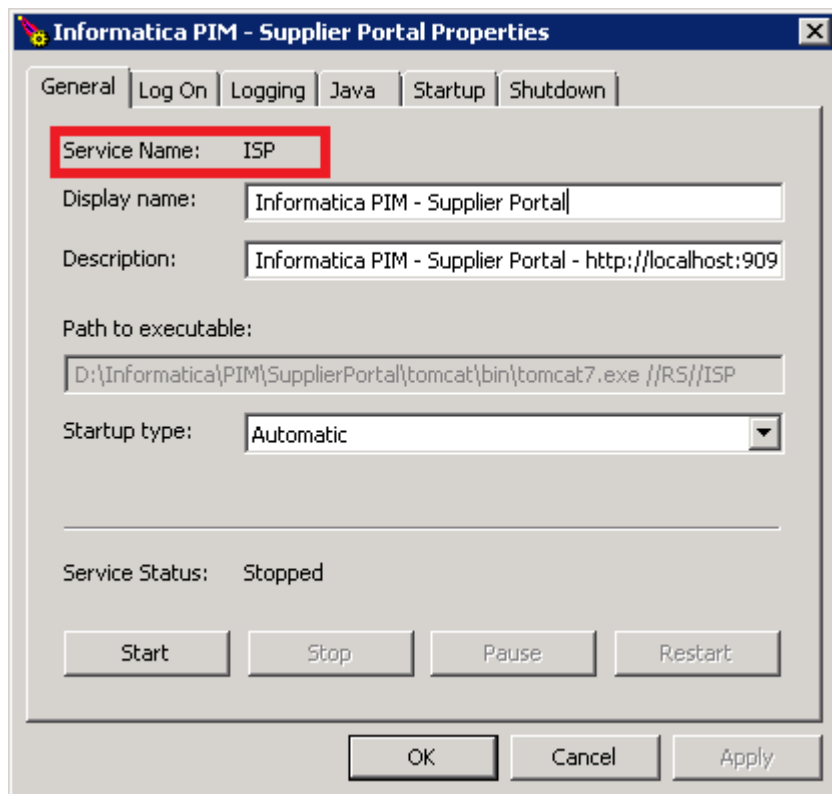 Informatica PIM - Supplier Portal Properties
General Log On Logging Java Startup Shutdown
Service Name: ISP
Display name: Informatica PIM - Supplier Portal
Description: Informatica PIM - Supplier Portal - http://localhost:909
Path to executable:
D:\Informatica\PIM\SupplierPortal\tomcat\bin\tomcat7.exe //RS//ISP
Startup type: Automatic
Service Status: Stopped
Start Stop Pause Restart
OK Cancel Apply